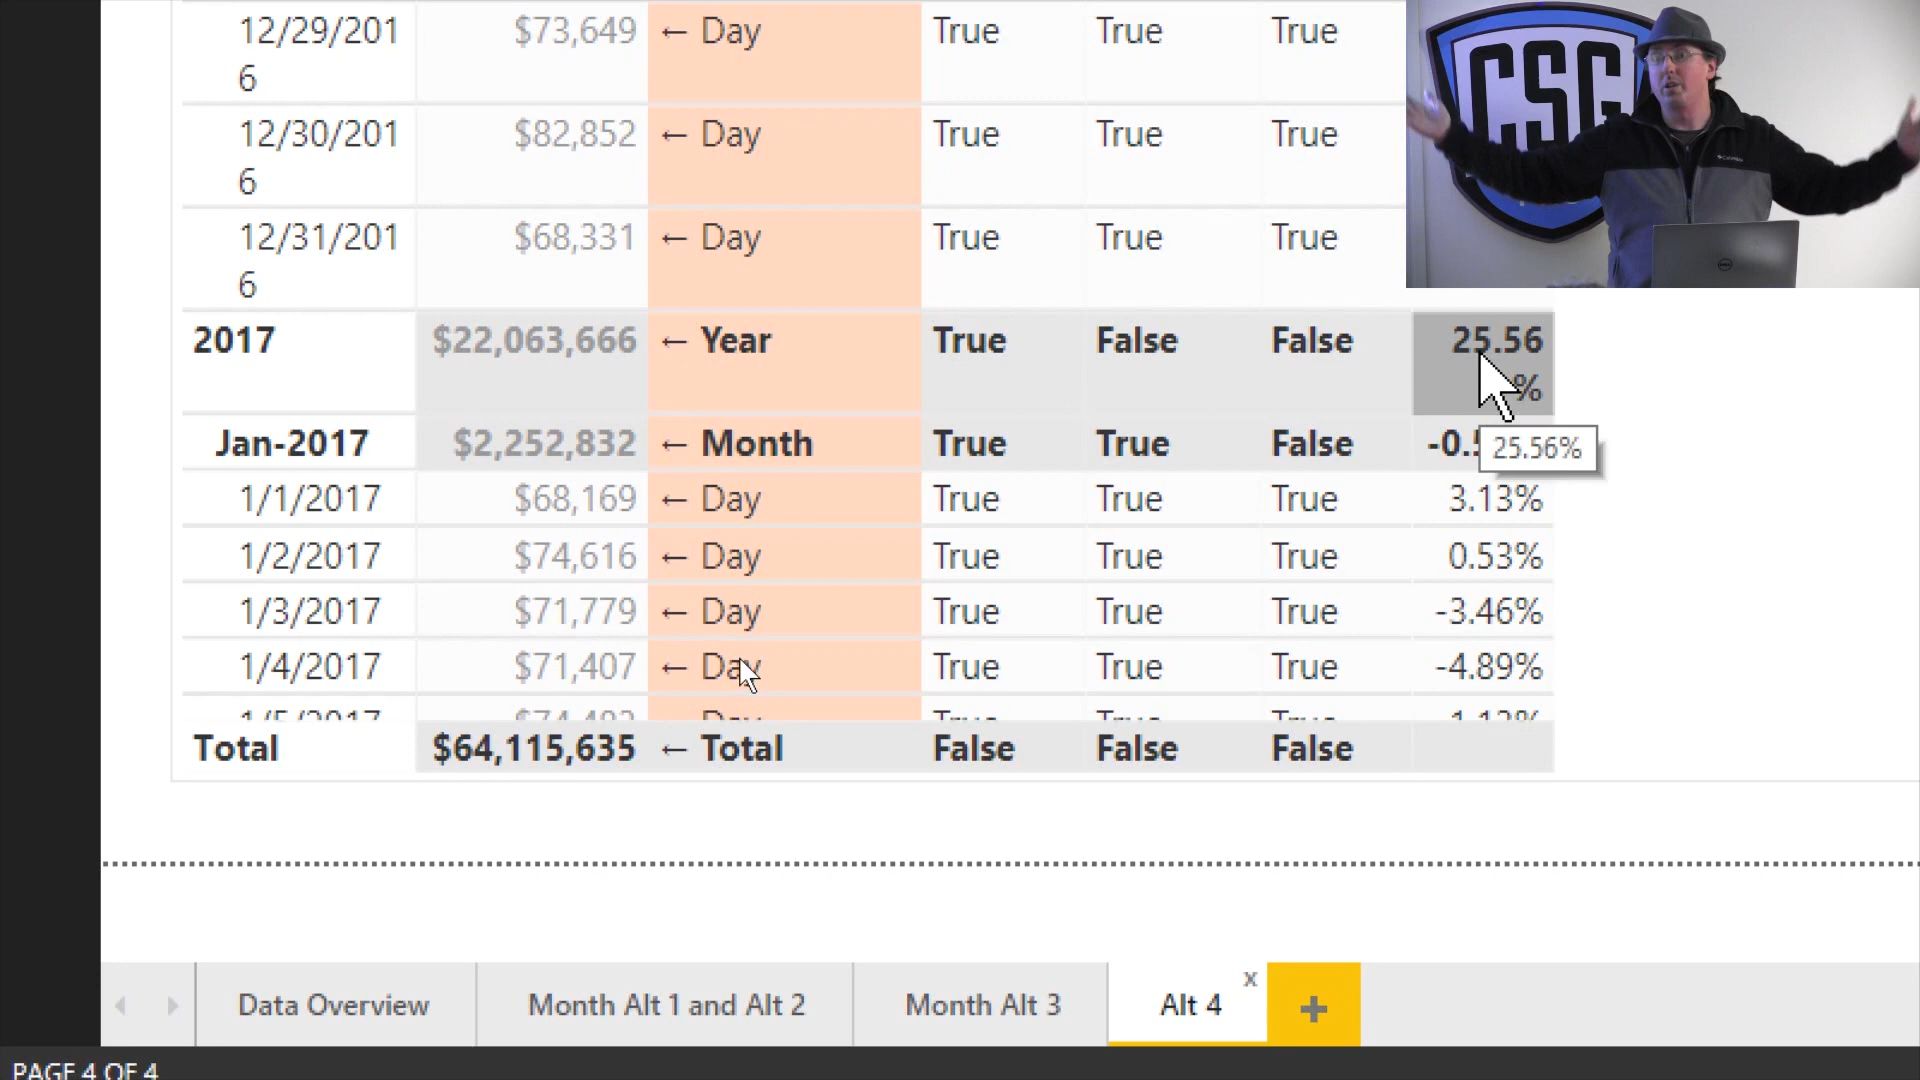 12/29/201 $73,649 ← Day True True True
6
12/30/201 $82,852 ← Day True True True
6
12/31/201 $68,331 ← Day True True True
6
2017 $22,063,666 ← Year True False False 25.56
%
Jan-2017 $2,252,832 ← Month True True False
25.56%
1/1/2017 $68,169 ← Day True True True 3.13%
1/2/2017 $74,616 ← Day True True True 0.53%
1/3/2017 $71,779 ← Day True True True -3.46%
1/4/2017 $71,407 ← Day True True True -4.89%
Total $64,115,635 ← Total False False False
CSG
Data Overview
Month Alt 1 and Alt 2
Month Alt 3
Alt 4
x
+
PAGE 4 OF 4